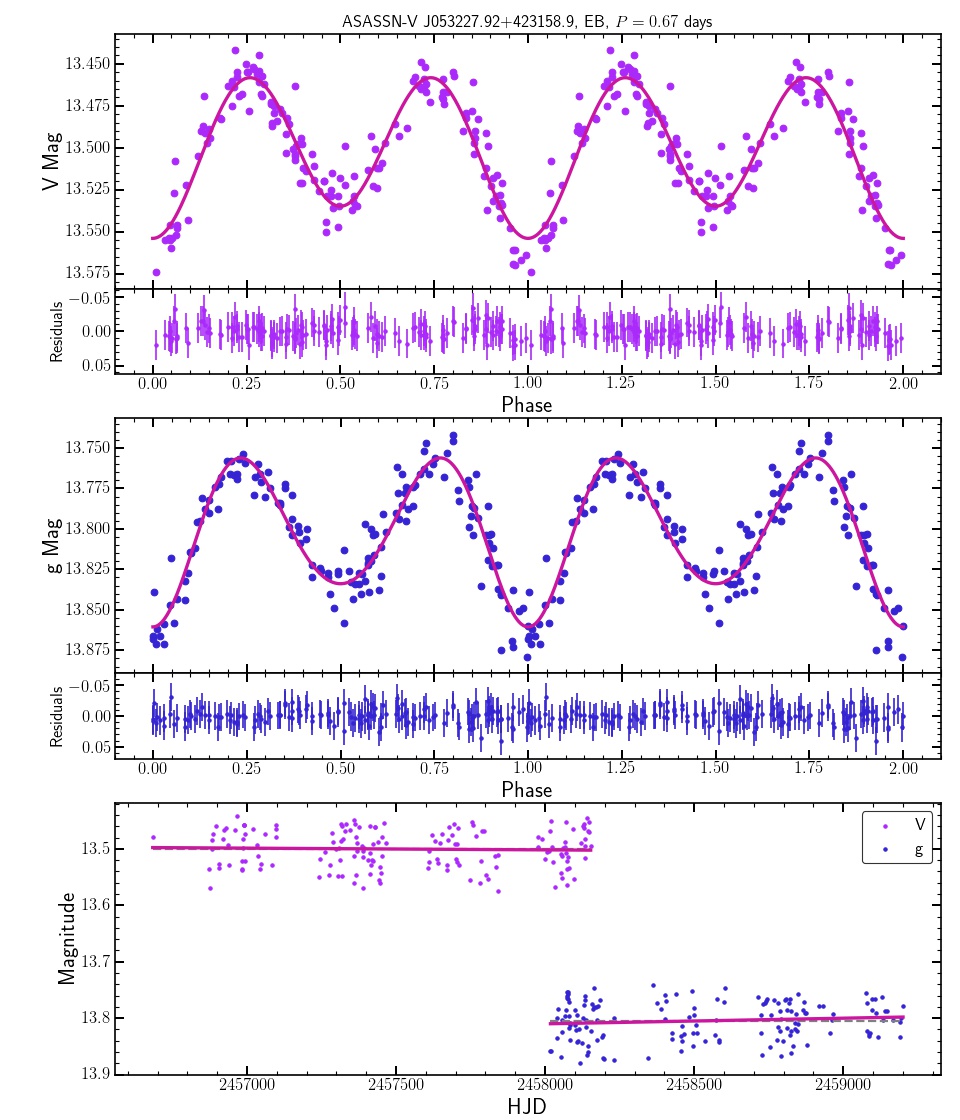 ASASSN-V J053227.92+423158.9, EB, P = 0.67 days
V Mag
13.450
13.475
13.500
13.525
13.550
13.575
Residuals
−0.05
0.00
0.05
0.00 0.25 0.50 0.75 1.00 1.25 1.50 1.75 2.00
Phase
g Mag
13.750
13.775
13.800
13.825
13.850
13.875
Residuals
−0.05
0.00
0.05
0.00 0.25 0.50 0.75 1.00 1.25 1.50 1.75 2.00
Phase
Magnitude
13.5
13.6
13.7
13.8
13.9
V
g
2457000 2457500 2458000 2458500 2459000
HJD